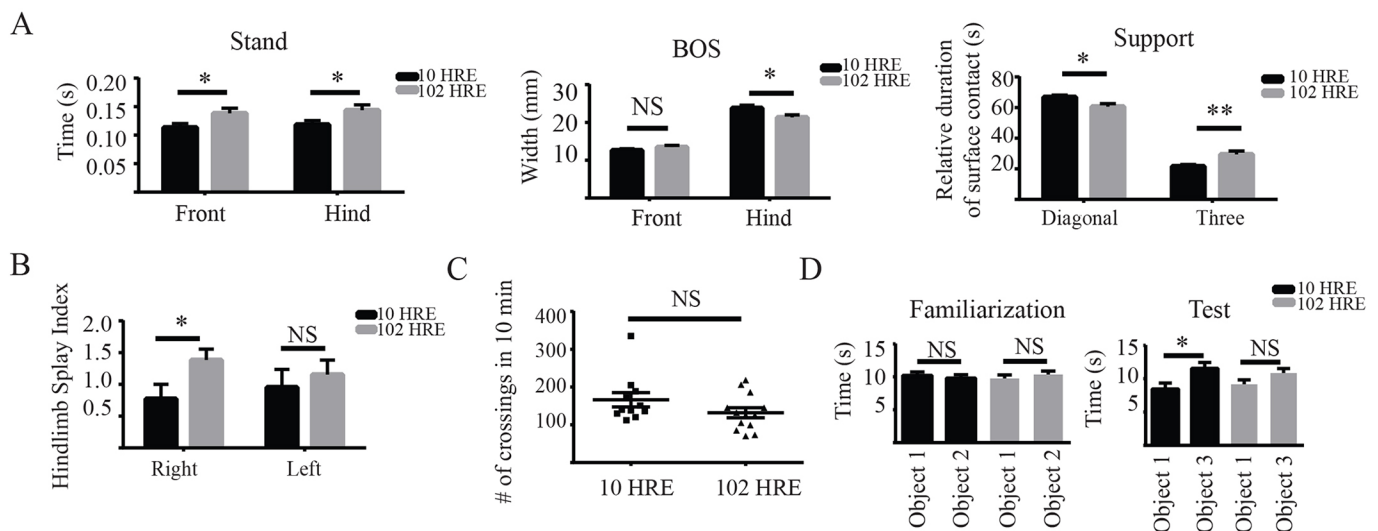 A
Stand
Time (s)
0.20
0.15
0.10
0.05
*
*
10 HRE
102 HRE
Front
Hind
BOS
Width (mm)
30
20
10
NS
*
10 HRE
102 HRE
Front
Hind
Support
Relative duration
of surface contact (s)
80
60
40
20
*
**
10 HRE
102 HRE
Diagonal
Three
B
Hindlimb Splay Index
2.0
1.5
1.0
0.5
*
NS
10 HRE
102 HRE
Right
Left
C
# of crossings in 10 min
400
300
200
100
NS
10 HRE
102 HRE
D
Familiarization
Time (s)
15
10
5
NS
NS
Object 1
Object 2
Object 1
Object 2
Test
10 HRE
102 HRE
Time (s)
15
10
5
*
NS
Object 1
Object 3
Object 1
Object 3